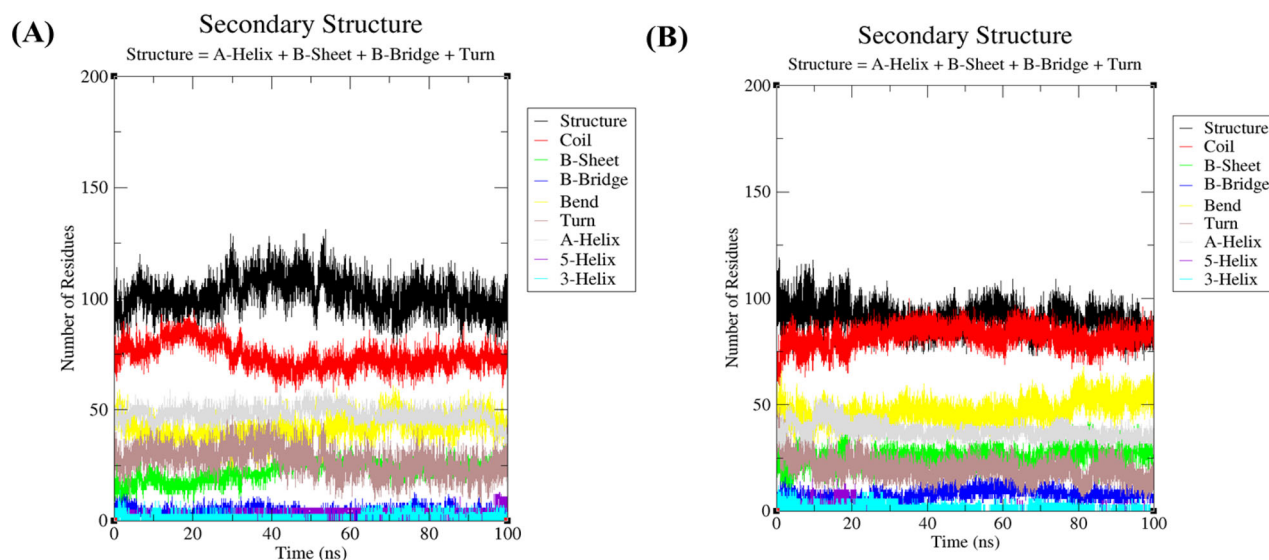 (A)
Secondary Structure
Structure = A-Helix + B-Sheet + B-Bridge + Turn
200
150
100
50
0
Number of Residues
0 20 40 60 80 100
Time (ns)
Structure
Coil
B-Sheet
B-Bridge
Bend
Turn
A-Helix
5-Helix
3-Helix
(B)
Secondary Structure
Structure = A-Helix + B-Sheet + B-Bridge + Turn
200
150
100
50
0
Number of Residues
0 20 40 60 80 100
Time (ns)
Structure
Coil
B-Sheet
B-Bridge
Bend
Turn
A-Helix
5-Helix
3-Helix